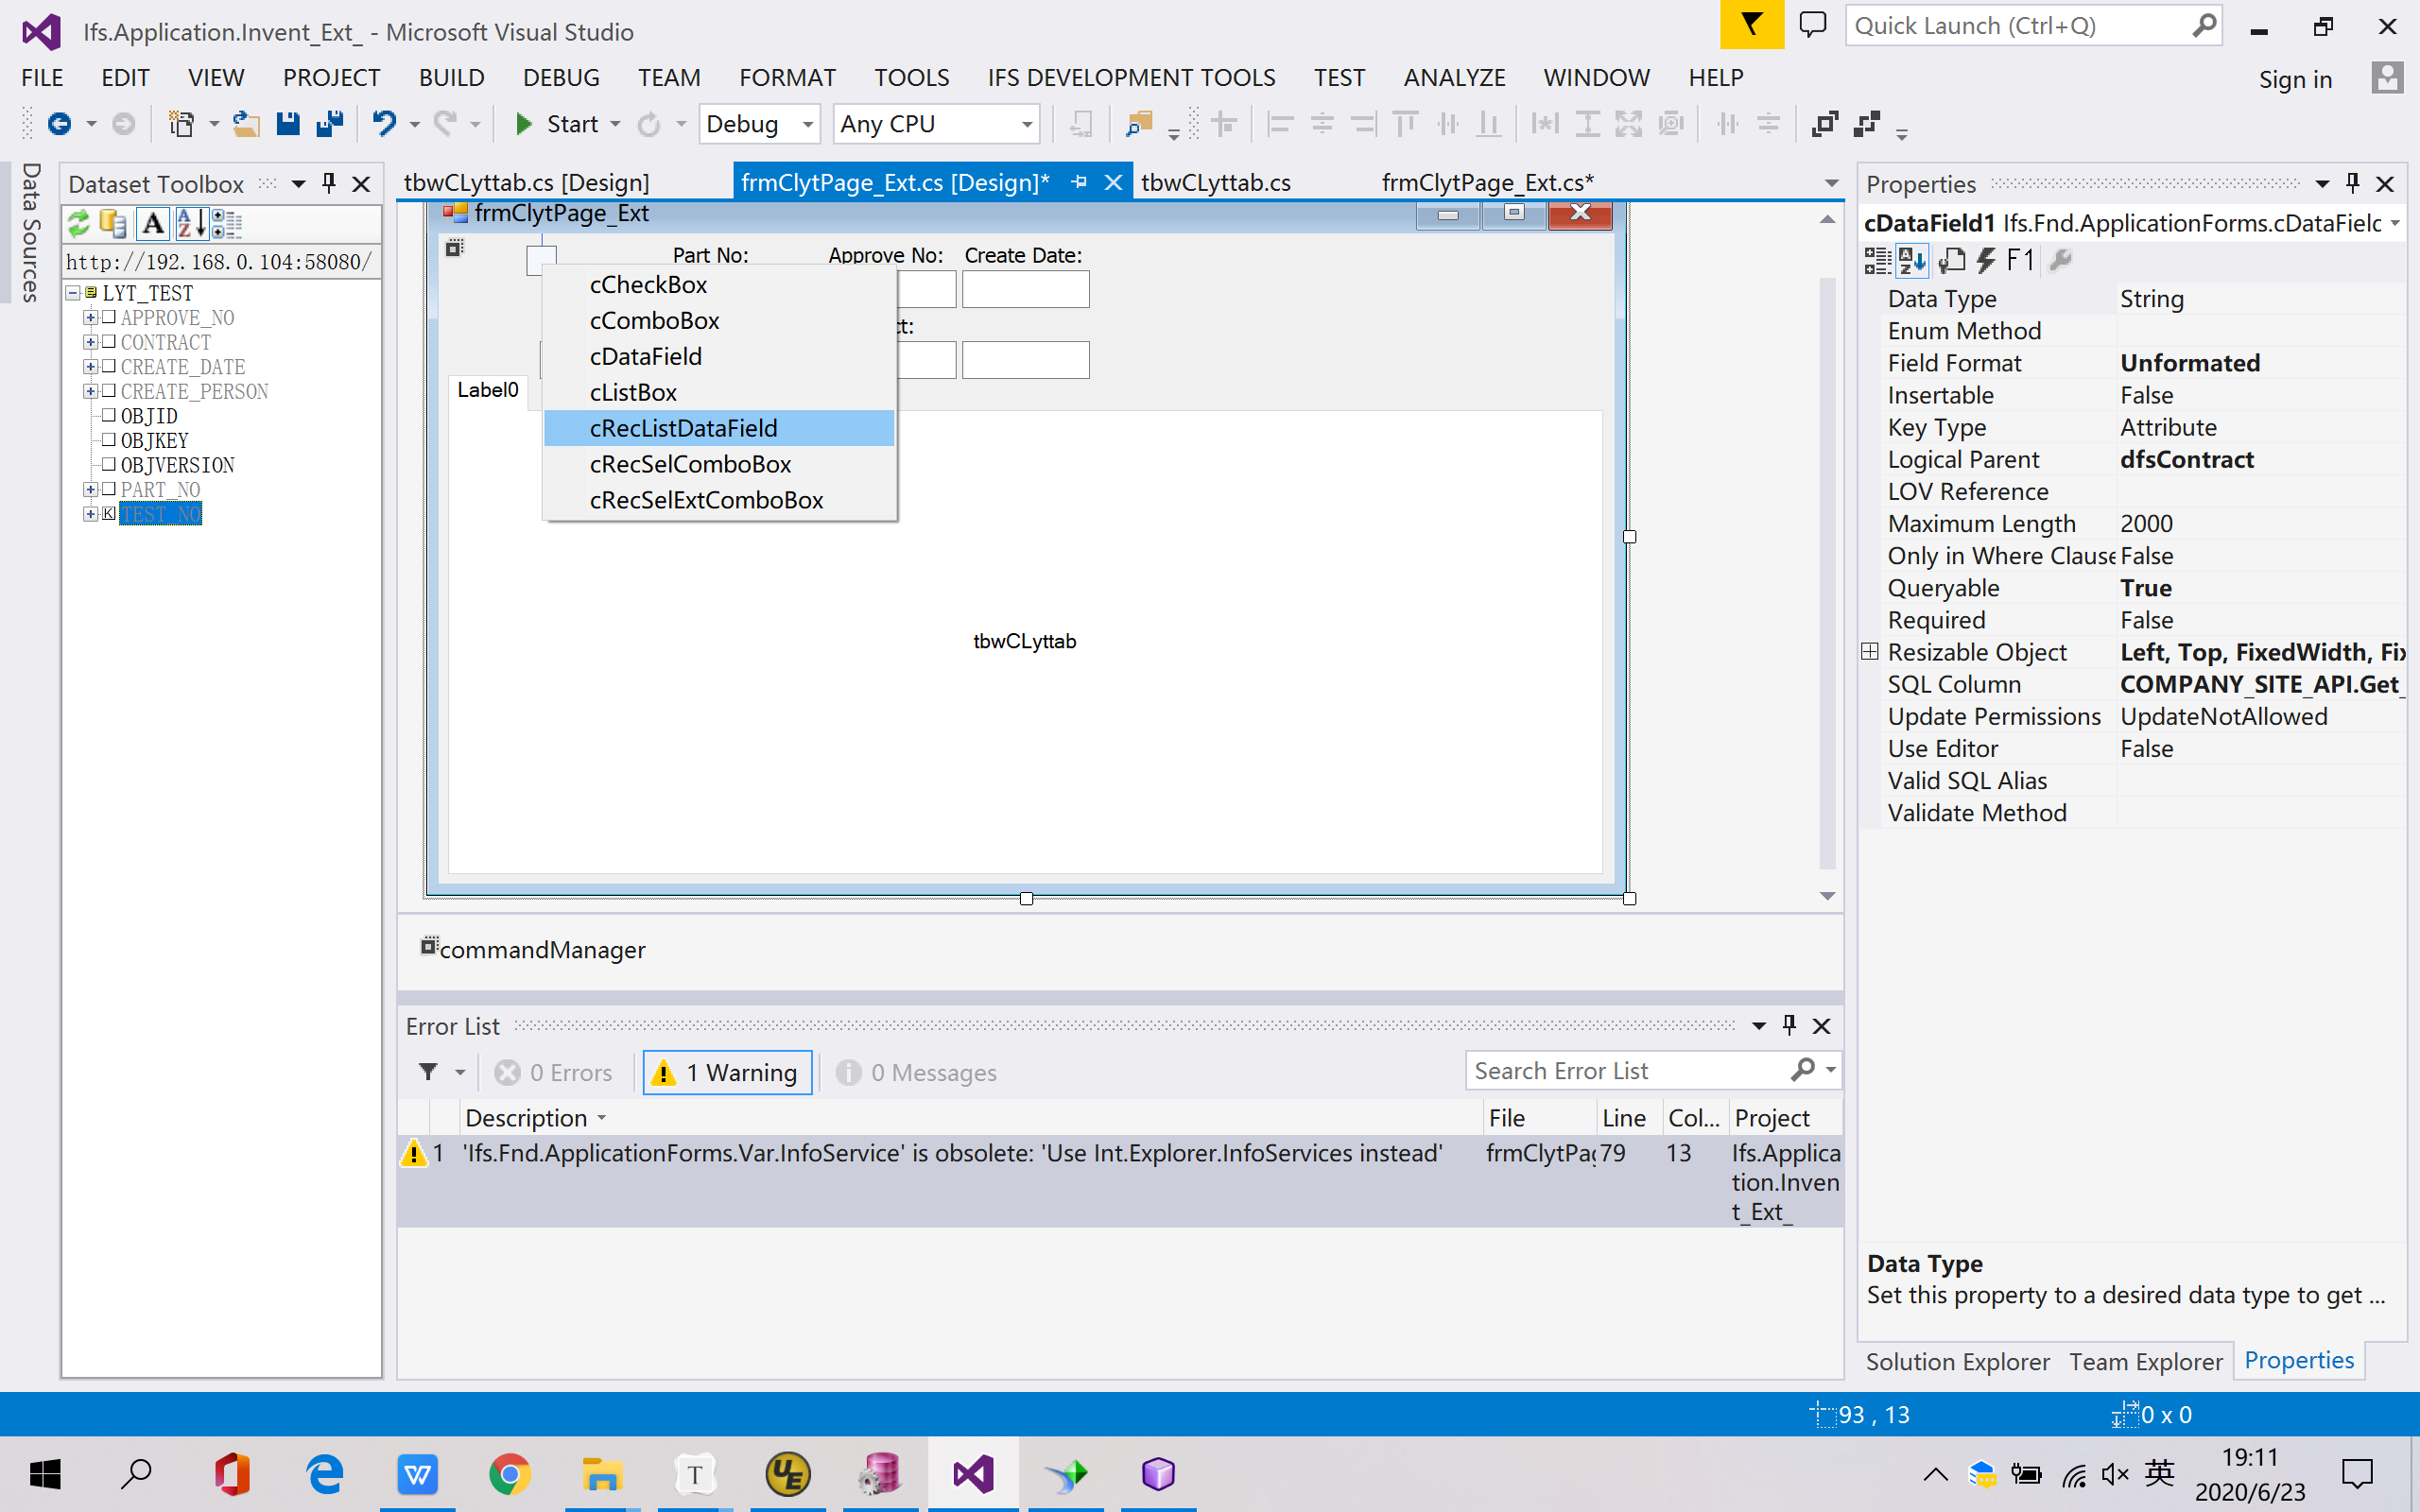 Ifs.Application.Invent_Ext_ - Microsoft Visual Studio
Quick Launch (Ctrl+Q)
FILE EDIT VIEW PROJECT BUILD DEBUG TEAM FORMAT TOOLS IFS DEVELOPMENT TOOLS TEST ANALYZE WINDOW HELP
Sign in
Start Debug Any CPU
Data Sources
Dataset Toolbox
http://192.168.0.104:58080/
LYT_TEST
APPROVE_NO
CONTRACT
CREATE_DATE
CREATE_PERSON
OBJID
OBJKEY
OBJVERSION
PART_NO
TEST_NO
tbwCLyttab.cs [Design] frmClytPage_Ext.cs [Design]* tbwCLyttab.cs frmClytPage_Ext.cs*
frmClytPage_Ext
Part No: Approve No: Create Date:
ct:
Label0
cCheckBox
cComboBox
cDataField
cListBox
cRecListDataField
cRecSelComboBox
cRecSelExtComboBox
tbwCLyttab
commandManager
Error List
0 Errors 1 Warning 0 Messages
Search Error List
Description File Line Col... Project
1 'Ifs.Fnd.ApplicationForms.Var.InfoService' is obsolete: 'Use Int.Explorer.InfoServices instead' frmClytPag 79 13 Ifs.Applica
tion.Inven
t_Ext_
Properties
cDataField1 Ifs.Fnd.ApplicationForms.cDataFielc
F1
Data Type String
Enum Method
Field Format Unformated
Insertable False
Key Type Attribute
Logical Parent dfsContract
LOV Reference
Maximum Length 2000
Only in Where Clause False
Queryable True
Required False
Resizable Object Left, Top, FixedWidth, Fix
SQL Column COMPANY_SITE_API.Get_
Update Permissions UpdateNotAllowed
Use Editor False
Valid SQL Alias
Validate Method
Data Type
Set this property to a desired data type to get ...
Solution Explorer Team Explorer Properties
93 , 13 0 x 0
英
19:11
2020/6/23